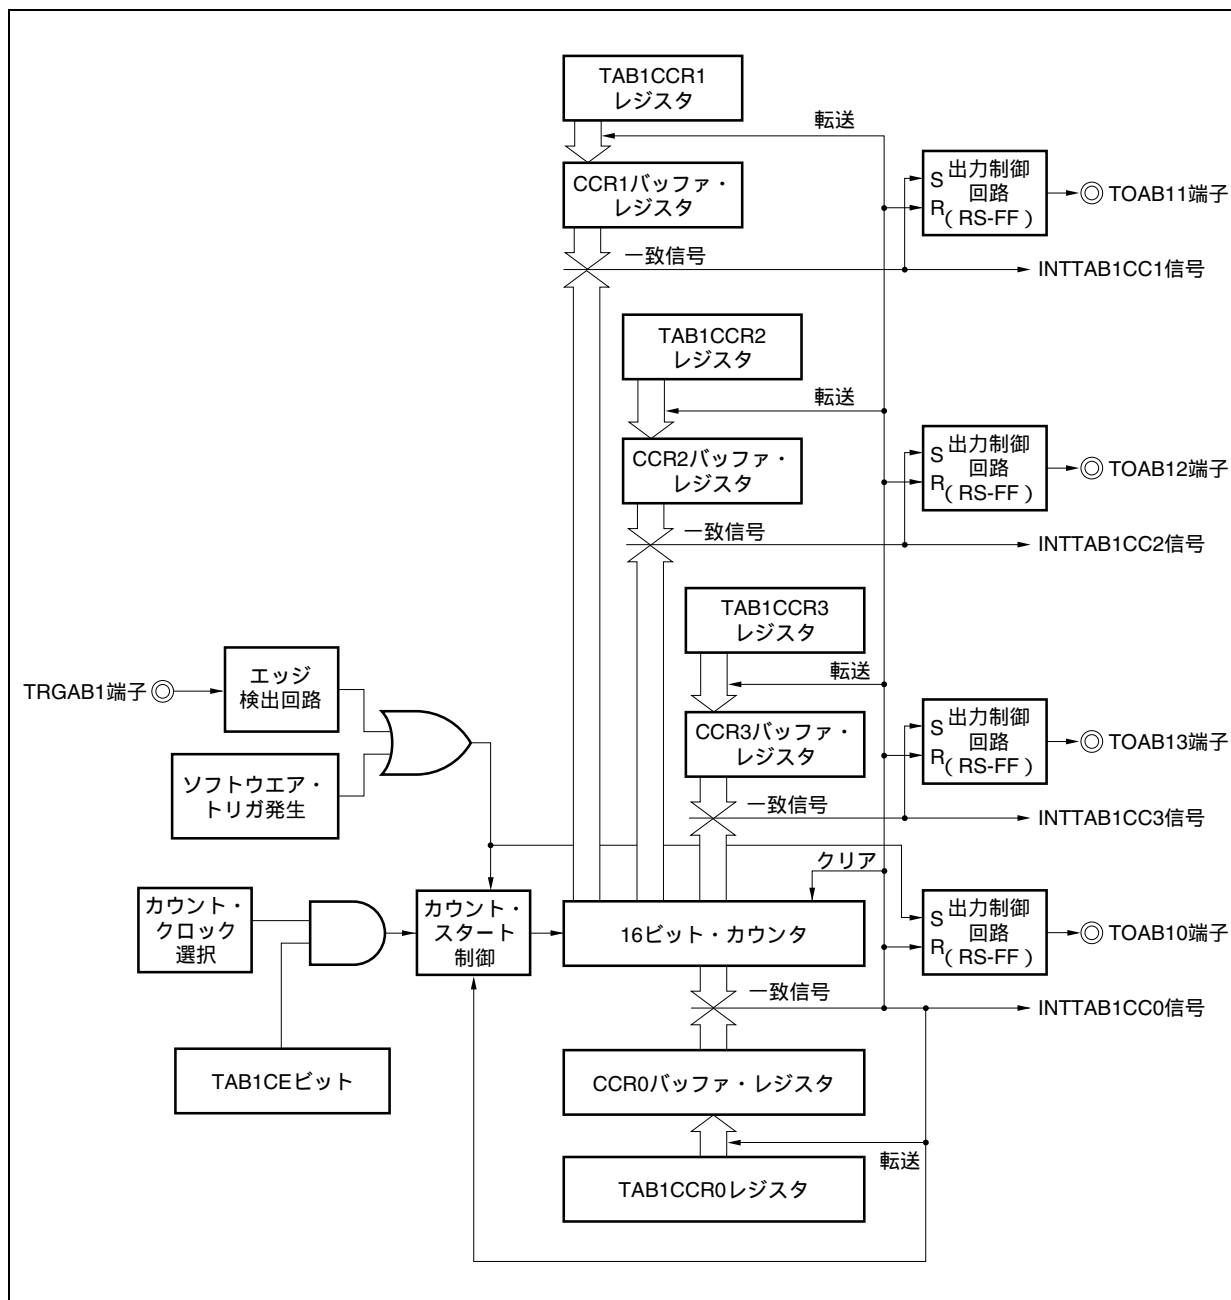 TAB1CCR1
レジスタ
転送
CCR1バッファ・
レジスタ
S 出力制御
回路
R ( RS-FF )
TOAB11端子
一致信号
INTTAB1CC1信号
TAB1CCR2
レジスタ
転送
CCR2バッファ・
レジスタ
S 出力制御
回路
R ( RS-FF )
TOAB12端子
一致信号
INTTAB1CC2信号
TAB1CCR3
レジスタ
転送
TRGAB1端子
エッジ
検出回路
CCR3バッファ・
レジスタ
S 出力制御
回路
R ( RS-FF )
TOAB13端子
ソフトウエア・
トリガ発生
一致信号
INTTAB1CC3信号
クリア
カウント・
クロック
選択
カウント・
スタート
制御
16ビット・カウンタ
S 出力制御
回路
R ( RS-FF )
TOAB10端子
一致信号
INTTAB1CC0信号
TAB1CEビット
CCR0バッファ・レジスタ
転送
TAB1CCR0レジスタ